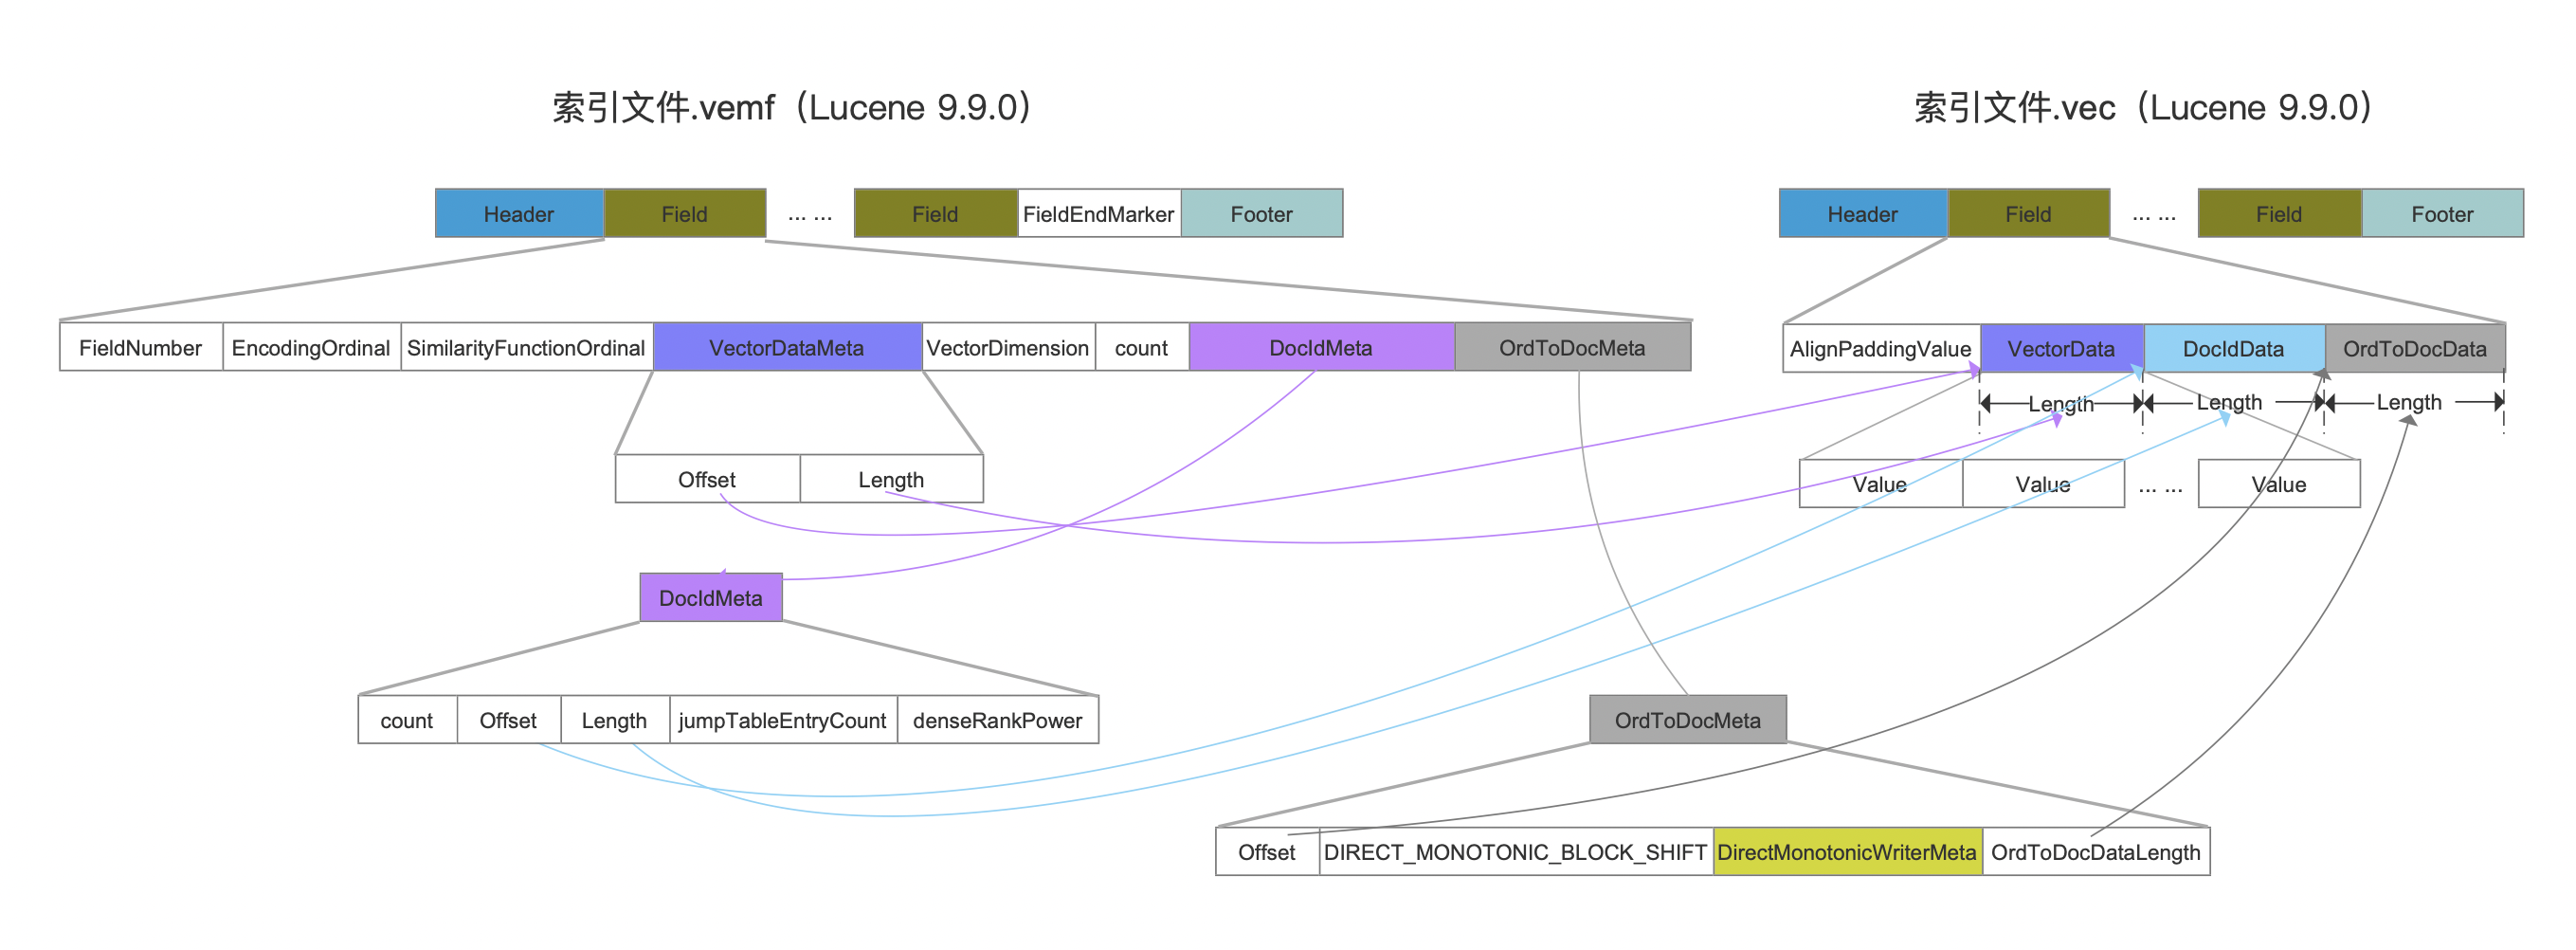 索引文件.vemf（Lucene 9.9.0）
索引文件.vec（Lucene 9.9.0）
Header Field ... ... Field FieldEndMarker Footer
Header Field ... ... Field Footer
FieldNumber EncodingOrdinal SimilarityFunctionOrdinal VectorDataMeta VectorDimension count DocIdMeta OrdToDocMeta
AlignPaddingValue VectorData DocIdData OrdToDocData
Length Length Length
Offset Length
Value Value ... ... Value
DocIdMeta
count Offset Length jumpTableEntryCount denseRankPower
OrdToDocMeta
Offset DIRECT_MONOTONIC_BLOCK_SHIFT DirectMonotonicWriterMeta OrdToDocDataLength